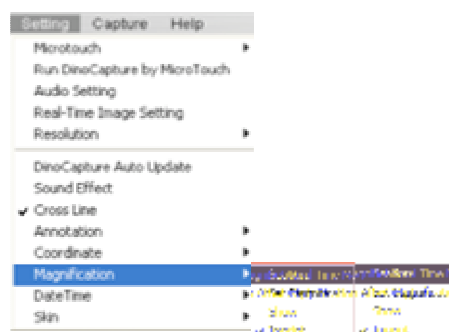 Setting Capture Help
Microtouch
Run DinoCapture by MicroTouch
Audio Setting
Real-Time Image Setting
Resolution
DinoCapture Auto Update
Sound Effect
Cross Line
Annotation
Coordinate
Magnification
DateTime
Skin